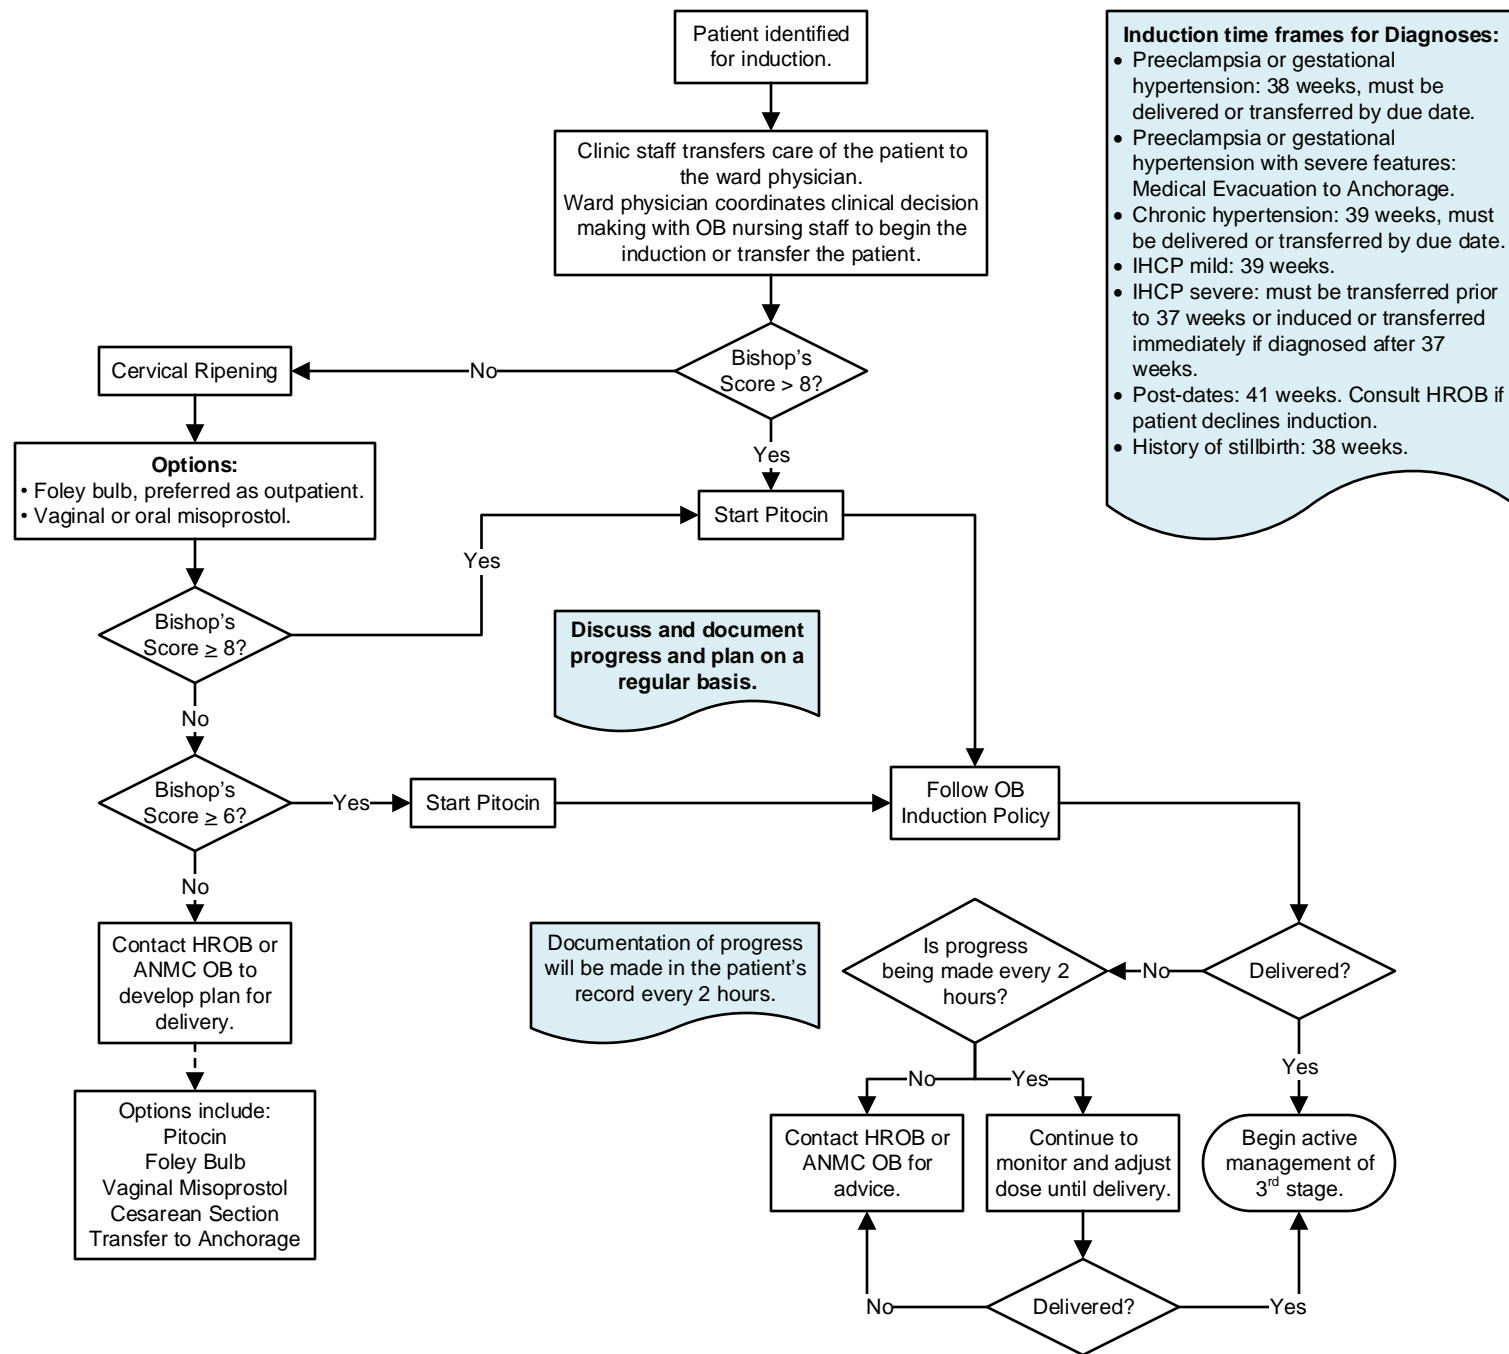 Patient identified
for induction.
Clinic staff transfers care of the patient to
the ward physician.
Ward physician coordinates clinical decision
making with OB nursing staff to begin the
induction or transfer the patient.
Induction time frames for Diagnoses:
• Preeclampsia or gestational
hypertension: 38 weeks, must be
delivered or transferred by due date.
• Preeclampsia or gestational
hypertension with severe features:
Medical Evacuation to Anchorage.
• Chronic hypertension: 39 weeks, must
be delivered or transferred by due date.
• IHCP mild: 39 weeks.
• IHCP severe: must be transferred prior
to 37 weeks or induced or transferred
immediately if diagnosed after 37
weeks.
• Post-dates: 41 weeks. Consult HROB if
patient declines induction.
• History of stillbirth: 38 weeks.
Bishop's
Score > 8?
No
Cervical Ripening
Yes
Options:
• Foley bulb, preferred as outpatient.
• Vaginal or oral misoprostol.
Start Pitocin
Yes
Bishop's
Score ≥ 8?
Discuss and document
progress and plan on a
regular basis.
No
Bishop's
Score ≥ 6?
Yes
Start Pitocin
Follow OB
Induction Policy
No
Contact HROB or
ANMC OB to
develop plan for
delivery.
Documentation of progress
will be made in the patient's
record every 2 hours.
Is progress
being made every 2
hours?
No
Delivered?
Yes
No
Yes
Options include:
Pitocin
Foley Bulb
Vaginal Misoprostol
Cesarean Section
Transfer to Anchorage
Contact HROB or
ANMC OB for
advice.
Continue to
monitor and adjust
dose until delivery.
Begin active
management of
3rd stage.
No
Delivered?
Yes